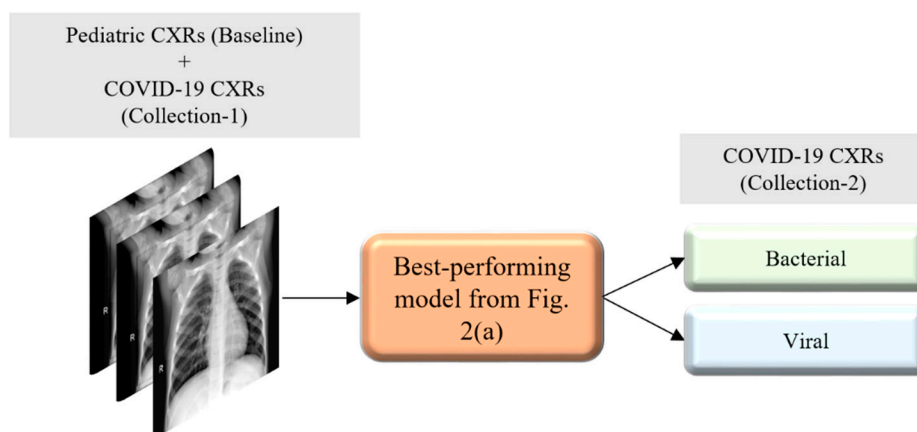 Pediatric CXRs (Baseline)
+
COVID-19 CXRs
(Collection-1)
R
R
R
Best-performing
model from Fig.
2(a)
COVID-19 CXRs
(Collection-2)
Bacterial
Viral